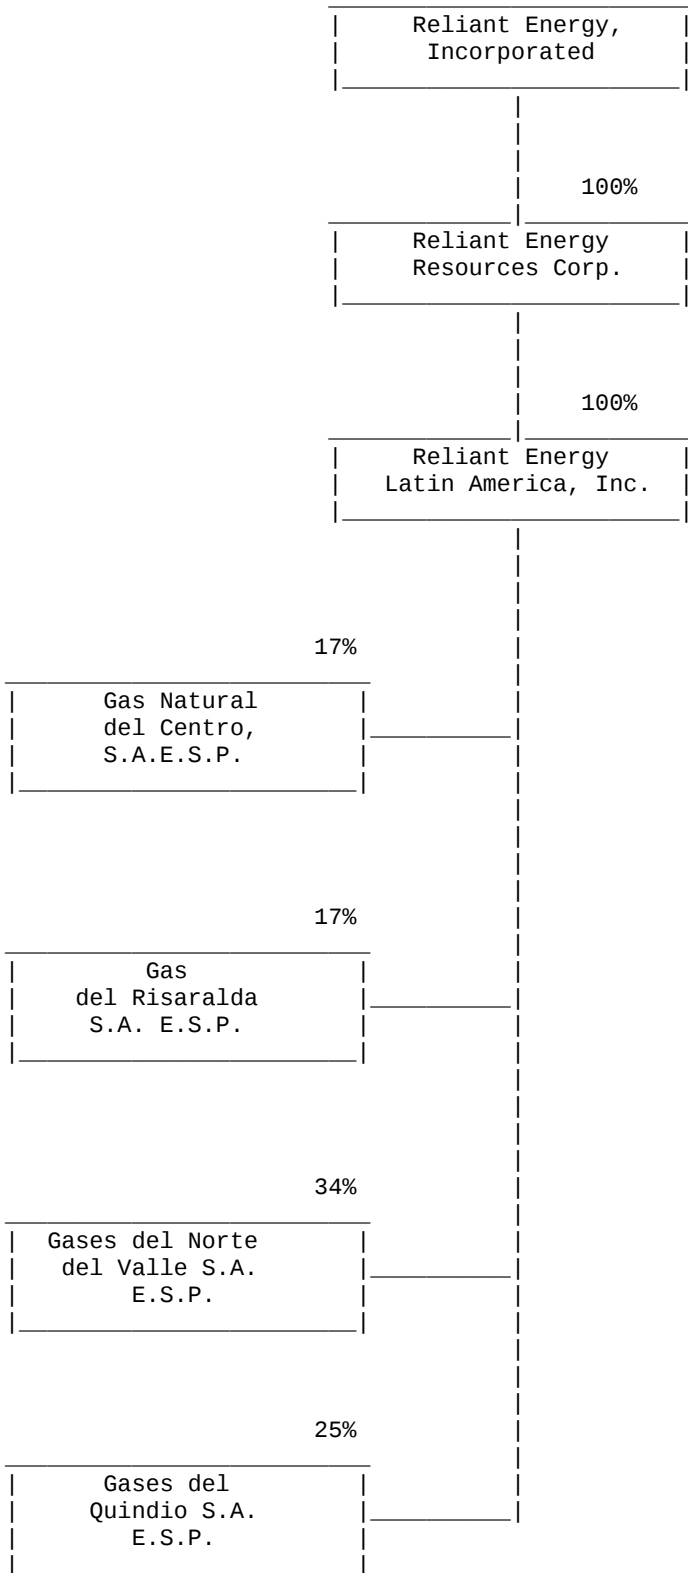 Reliant Energy,
Incorporated
100%
Reliant Energy
Resources Corp.
100%
Reliant Energy
Latin America, Inc.
17%
Gas Natural
del Centro,
S.A.E.S.P.
17%
Gas
del Risaralda
S.A. E.S.P.
34%
Gases del Norte
del Valle S.A.
E.S.P.
25%
Gases del
Quindio S.A.
E.S.P.